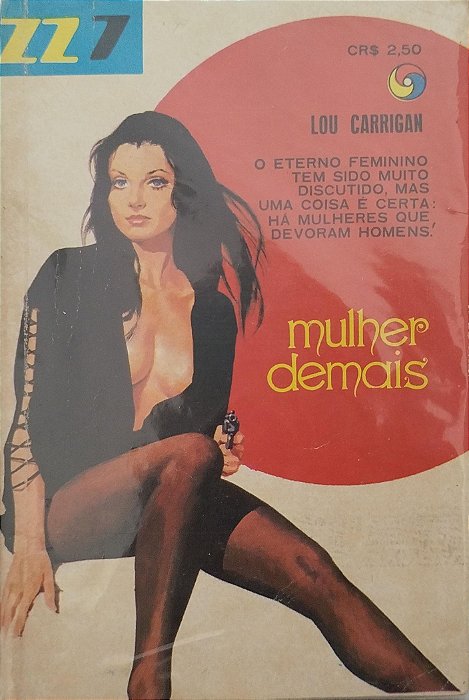 ZZ7
CR$ 2,50
LOU CARRIGAN
O ETERNO FEMININO
TEM SIDO MUITO
DISCUTIDO, MAS
UMA COISA É CERTA:
HÁ MULHERES QUE
DEVORAM HOMENS!
mulher
demais